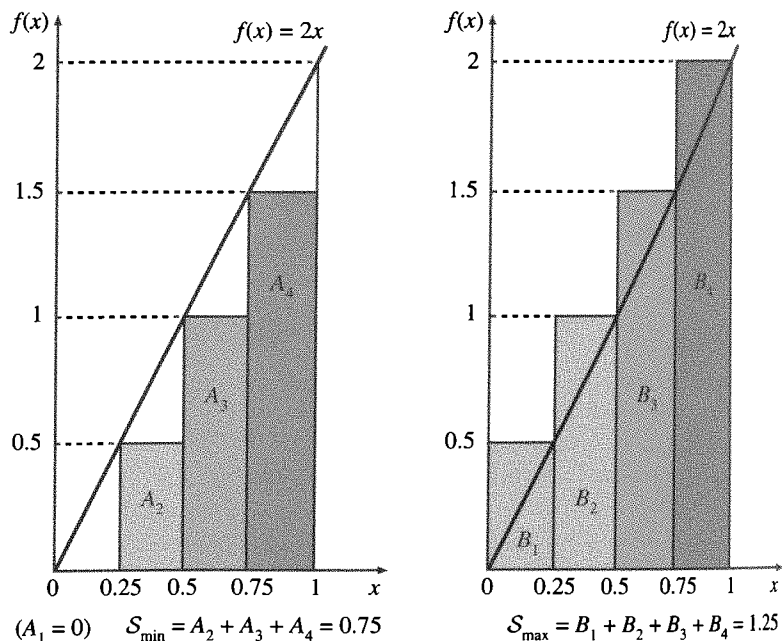 f(x)
f(x) = 2x
2
1.5
1
0.5
A₂
A₃
A₄
0 0.25 0.5 0.75 1 x
(A₁ = 0) 𝒮min = A₂ + A₃ + A₄ = 0.75
f(x)
f(x) = 2x
2
1.5
1
0.5
B₁
B₂
B₃
B₄
0 0.25 0.5 0.75 1 x
𝒮max = B₁ + B₂ + B₃ + B₄ = 1.25